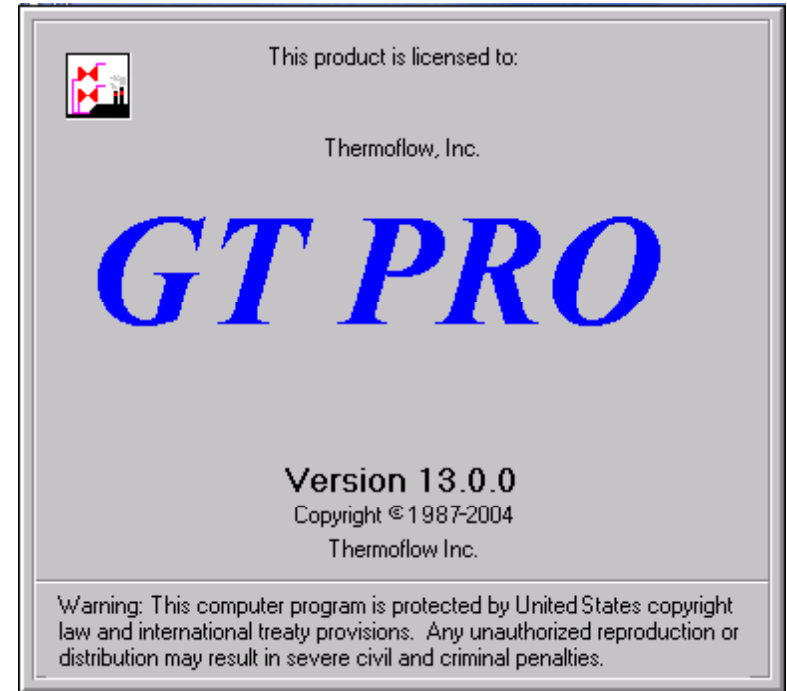 This product is licensed to:
Thermoflow, Inc.
GT PRO
Version 13.0.0
Copyright ©1987-2004
Thermoflow Inc.
Warning: This computer program is protected by United States copyright
law and international treaty provisions.  Any unauthorized reproduction or
distribution may result in severe civil and criminal penalties.